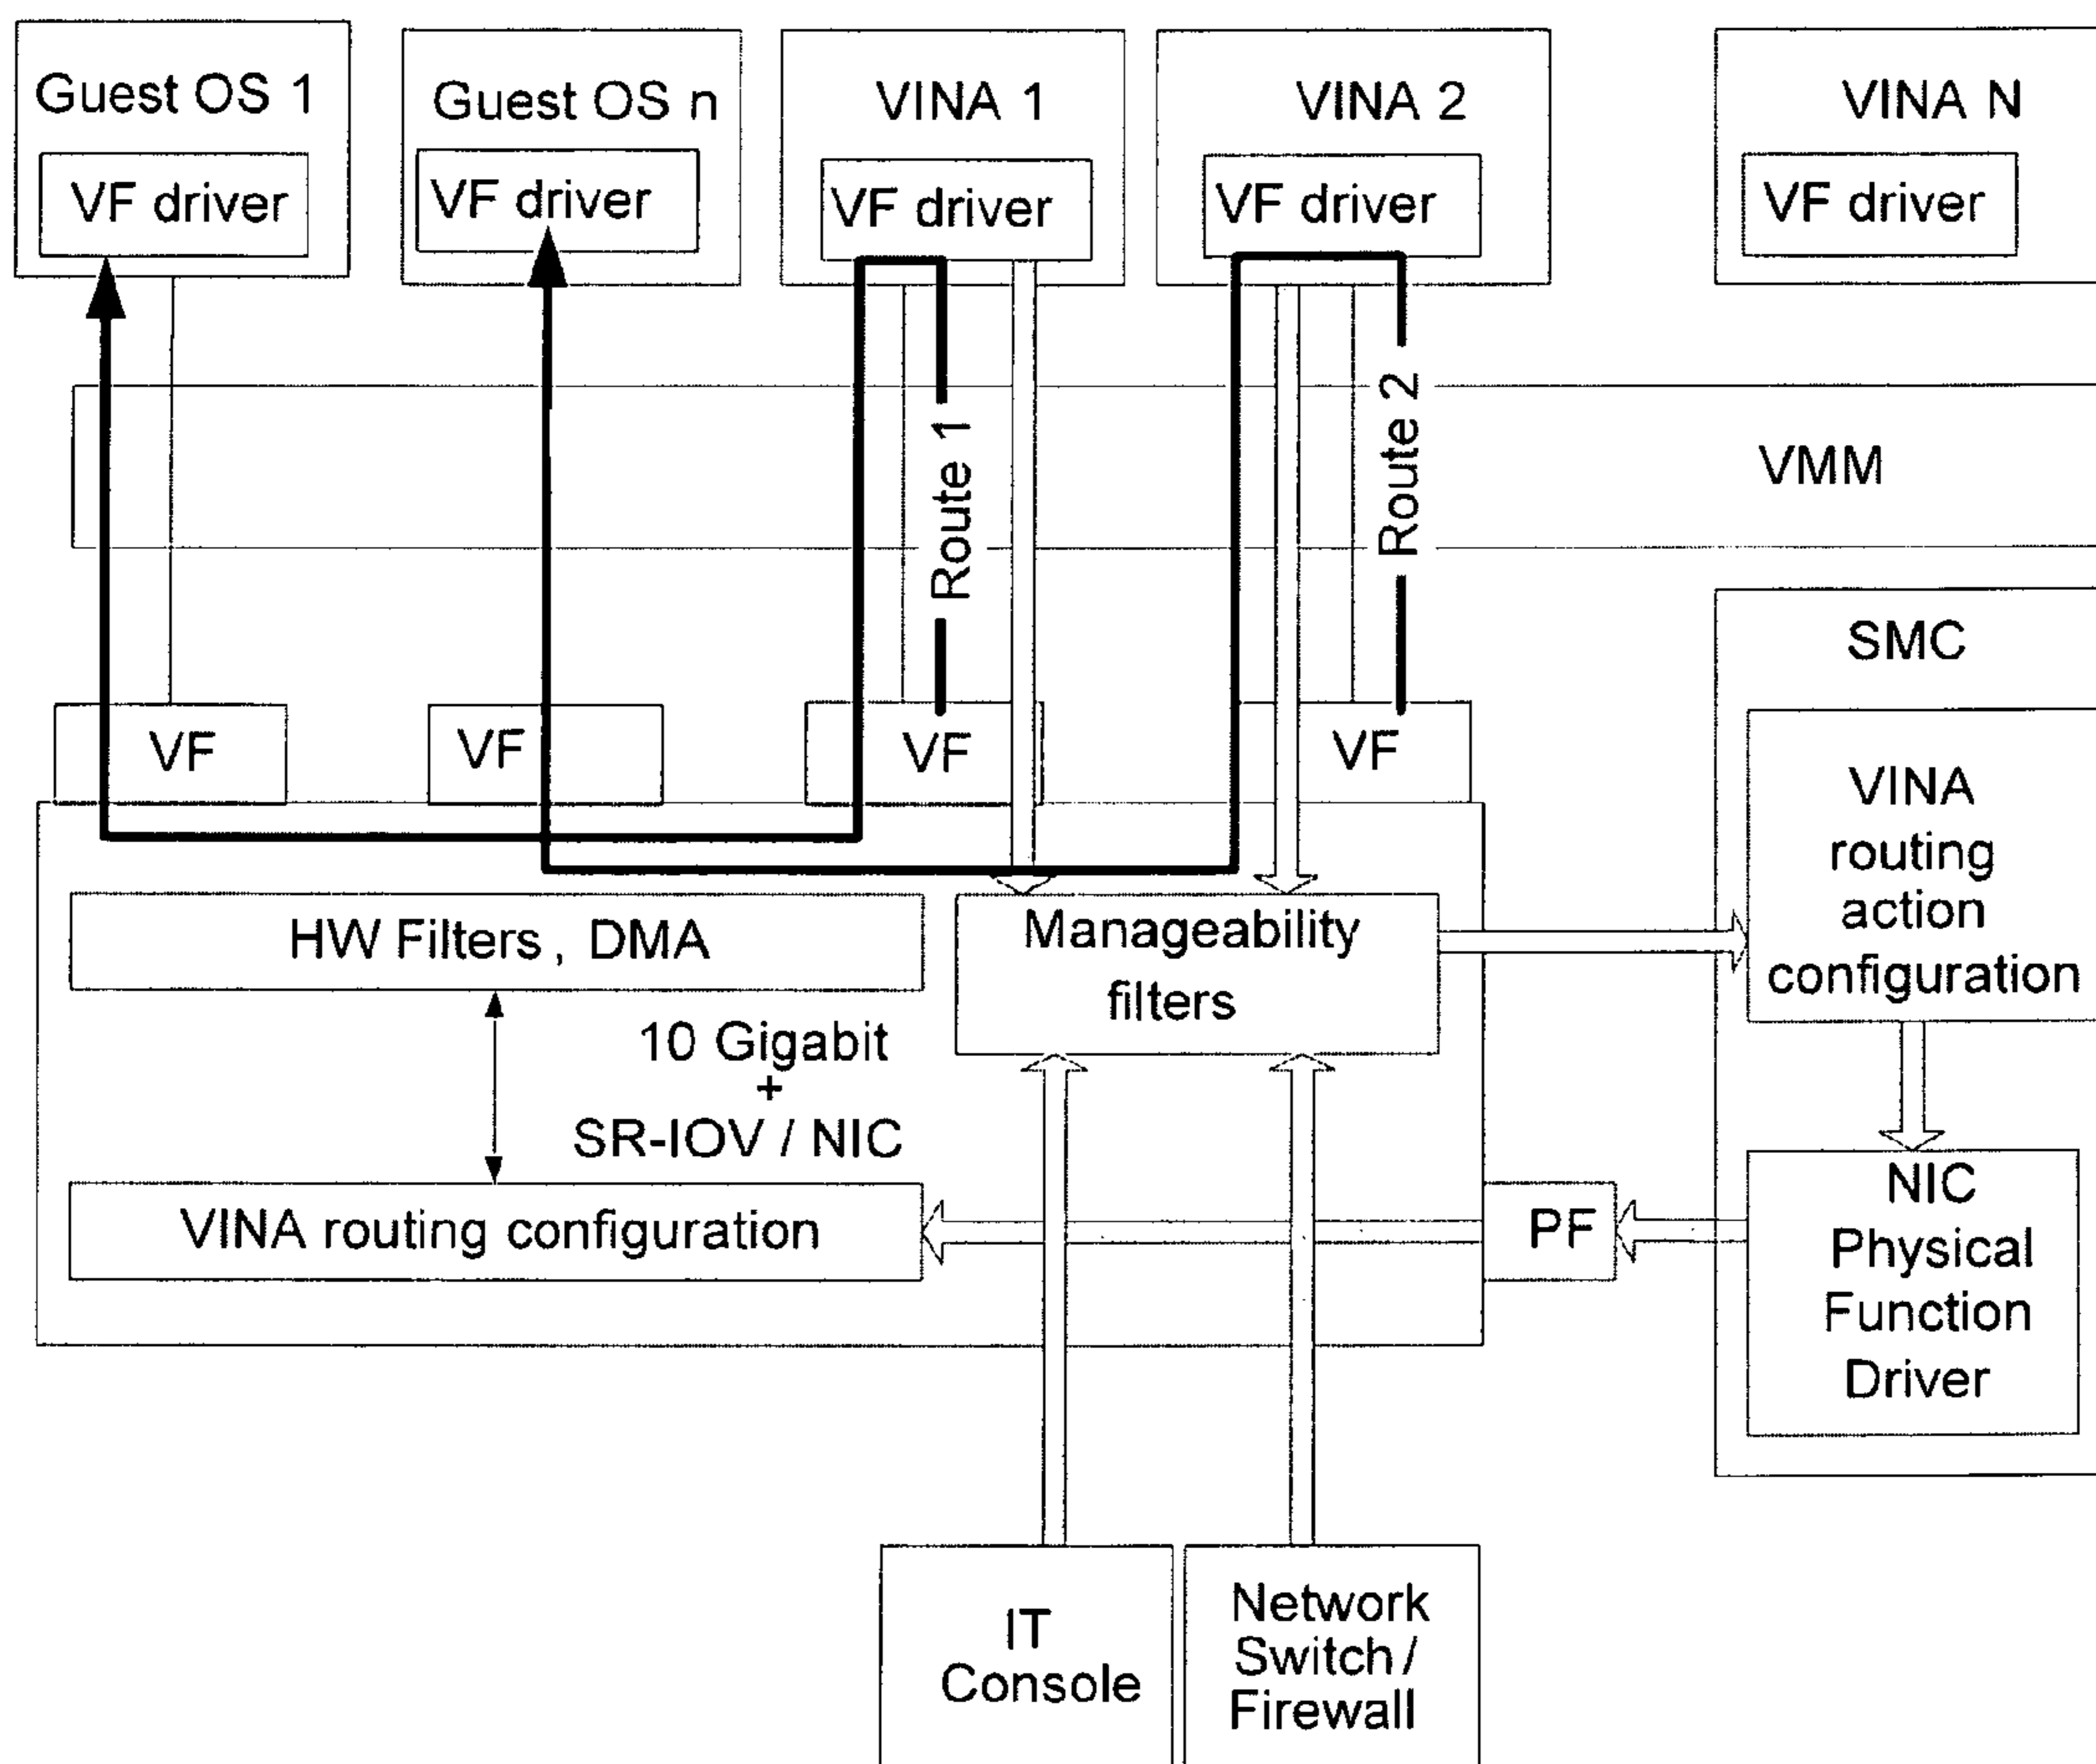 Guest OS 1
VF driver
Guest OS n
VF driver
VINA 1
VF driver
VINA 2
VF driver
VINA N
VF driver
Route 1
Route 2
VMM
VF
VF
VF
VF
SMC
VINA
routing
action
configuration
HW Filters, DMA
Manageability
filters
10 Gigabit
+
SR-IOV / NIC
VINA routing configuration
PF
NIC
Physical
Function
Driver
IT
Console
Network
Switch/
Firewall